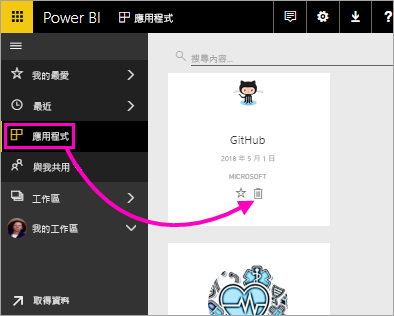 Power BI
應用程式
?
我的最愛
最近
應用程式
與我共用
工作區
我的工作區
取得資料
搜尋內容...
GitHub
2018 年 5 月 1 日
MICROSOFT